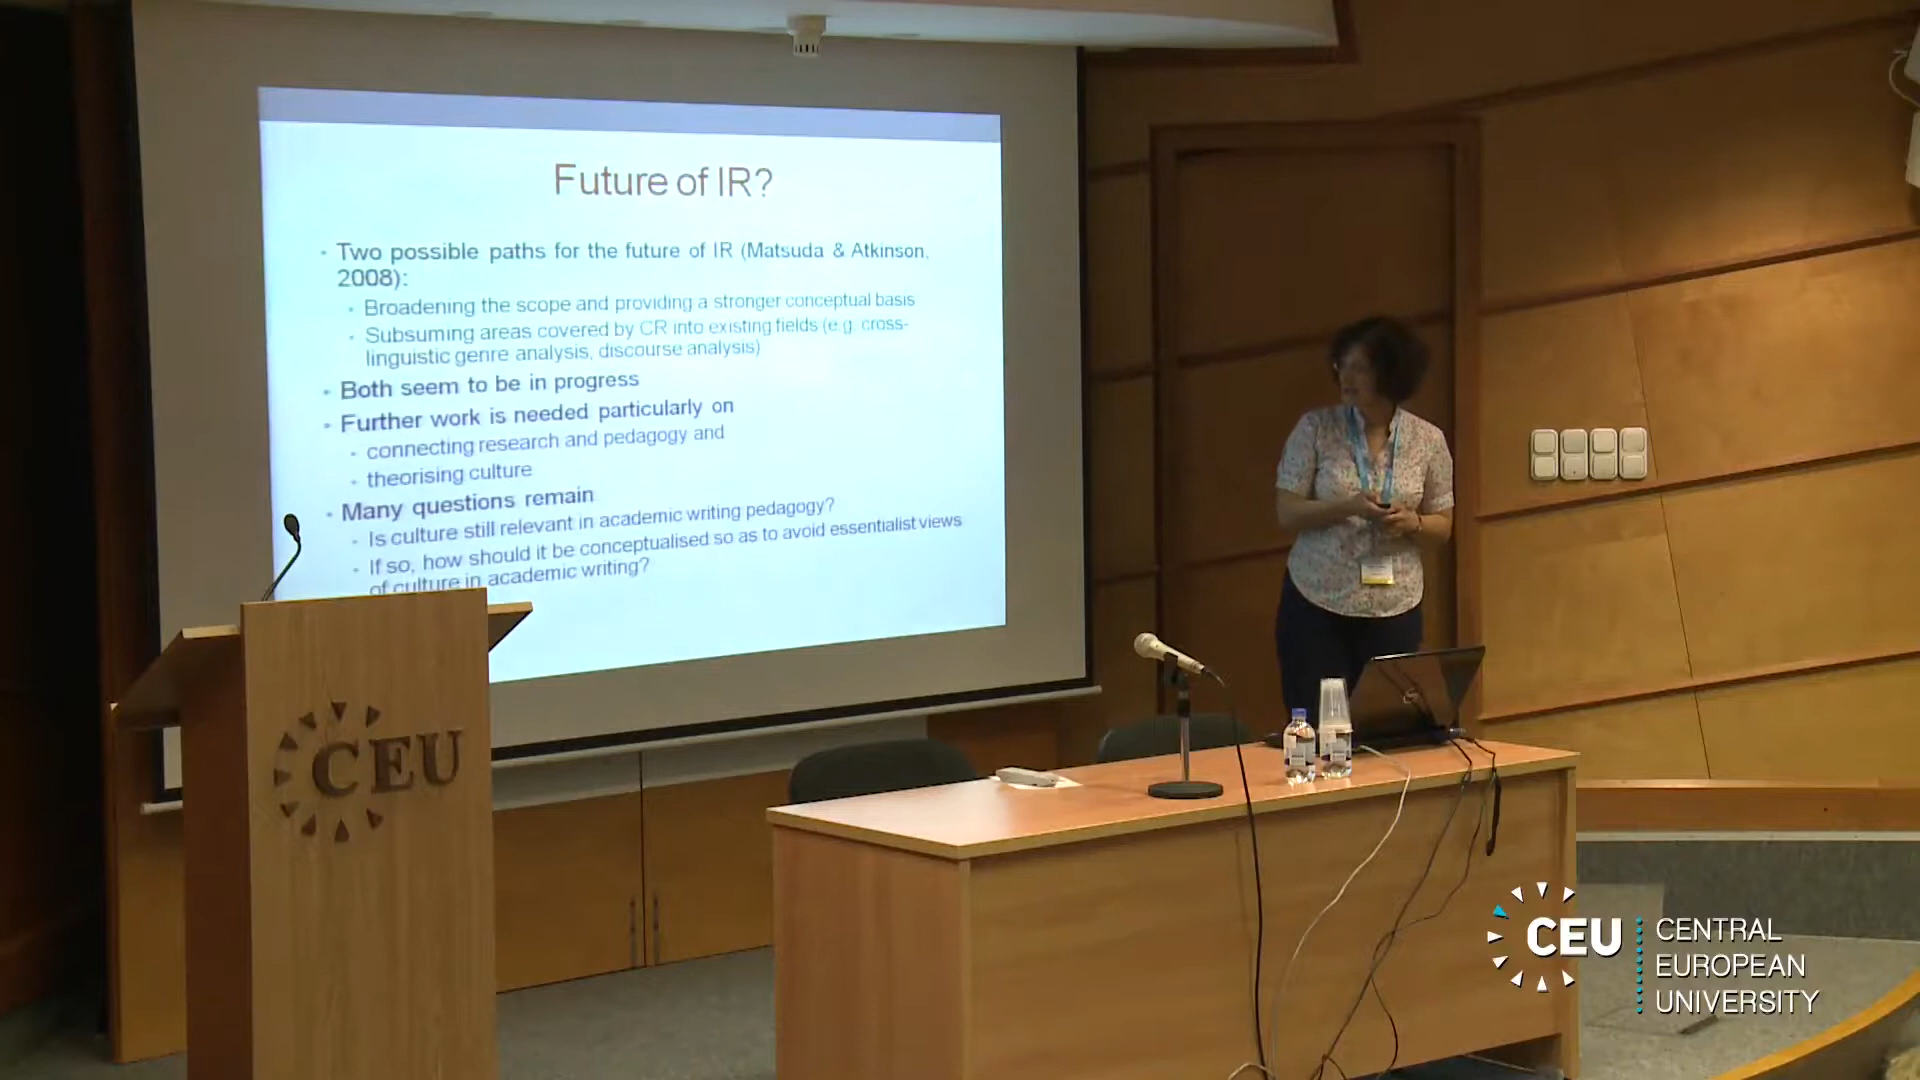 Future of IR?
Two possible paths for the future of IR (Matsuda & Atkinson,
2008):
Broadening the scope and providing a stronger conceptual basis
Subsuming areas covered by CR into existing fields (e.g. cross-
linguistic genre analysis, discourse analysis)
Both seem to be in progress
Further work is needed particularly on
connecting research and pedagogy and
theorising culture
Many questions remain
Is culture still relevant in academic writing pedagogy?
If so, how should it be conceptualised so as to avoid essentialist views
of culture in academic writing?
CEU
CEU
CENTRAL
EUROPEAN
UNIVERSITY